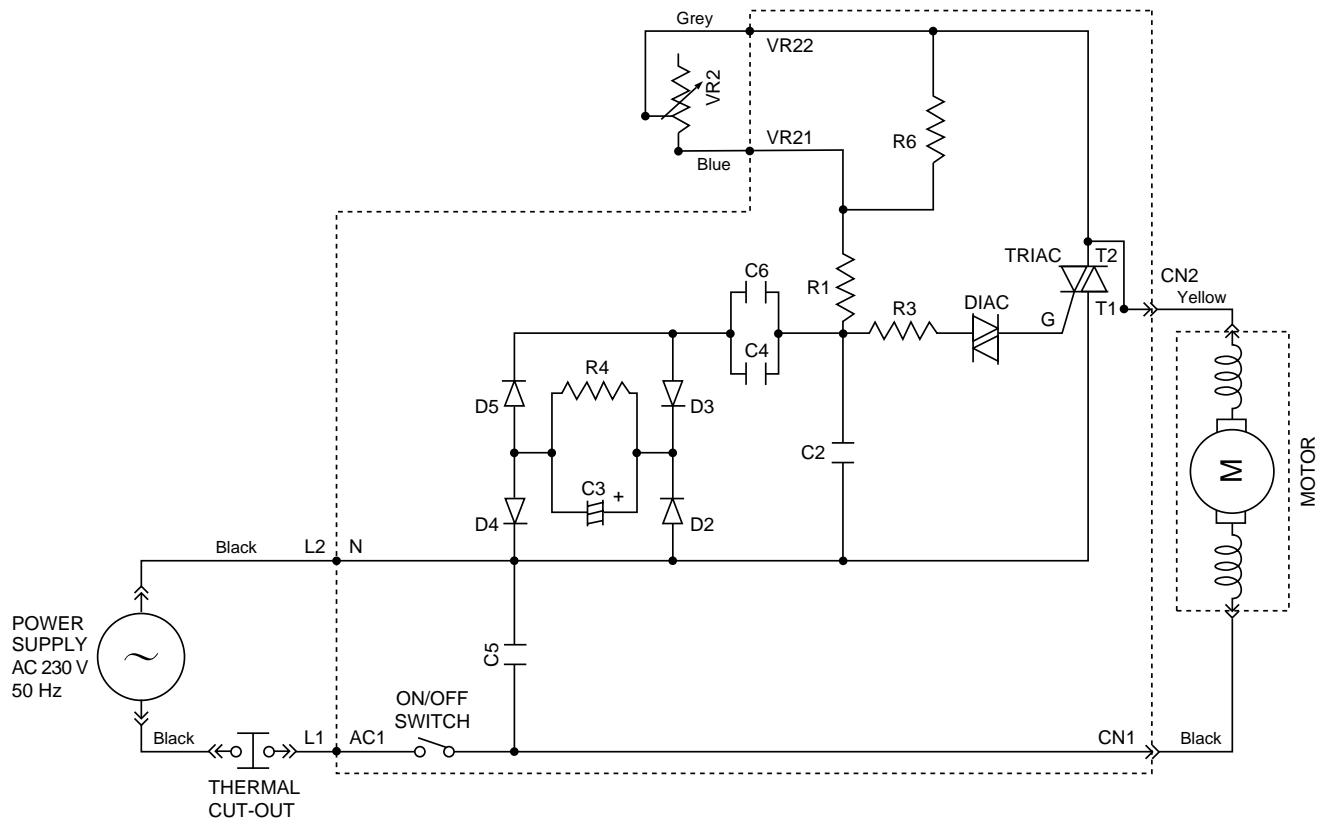 Grey
VR22
VR2
VR21
Blue
R6
TRIAC
T2
CN2
Yellow
T1
C6
R1
R3
DIAC
G
C4
R4
D5
D3
C2
M
MOTOR
C3
+
D4
D2
Black
L2
N
POWER
SUPPLY
AC 230 V
50 Hz
~
C5
ON/OFF
SWITCH
Black
L1
AC1
CN1
Black
THERMAL
CUT-OUT